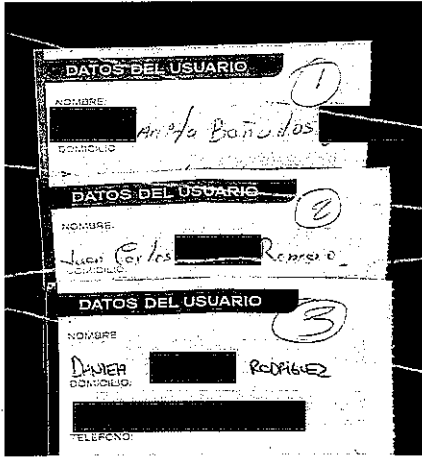 DATOS DEL USUARIO 1
NOMBRE:
Bañuelos
DOMICILIO
DATOS DEL USUARIO 2
NOMBRE:
Juan Carlos Romero
DOMICILIO:
DATOS DEL USUARIO 3
NOMBRE
RODRIGUEZ
DOMICILIO:
TELEFONO: